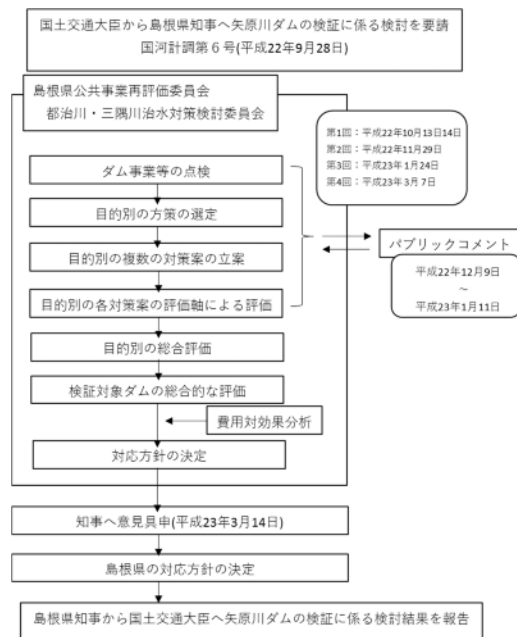 国土交通大臣から島根県知事へ矢原川ダムの検証に係る検討を要請
国河計調第６号(平成22年9月28日)
島根県公共事業再評価委員会
都治川・三隅川治水対策検討委員会
第1回：平成22年10月13日14日
第2回：平成22年11月29日
第3回：平成23年1月24日
第4回：平成23年3月7日
ダム事業等の点検
目的別の方策の選定
目的別の複数の対策案の立案
目的別の各対策案の評価軸による評価
パブリックコメント
平成22年12月9日
～
平成23年1月11日
目的別の総合評価
検証対象ダムの総合的な評価
費用対効果分析
対応方針の決定
知事へ意見具申(平成23年3月14日)
島根県の対応方針の決定
島根県知事から国土交通大臣へ矢原川ダムの検証に係る検討結果を報告